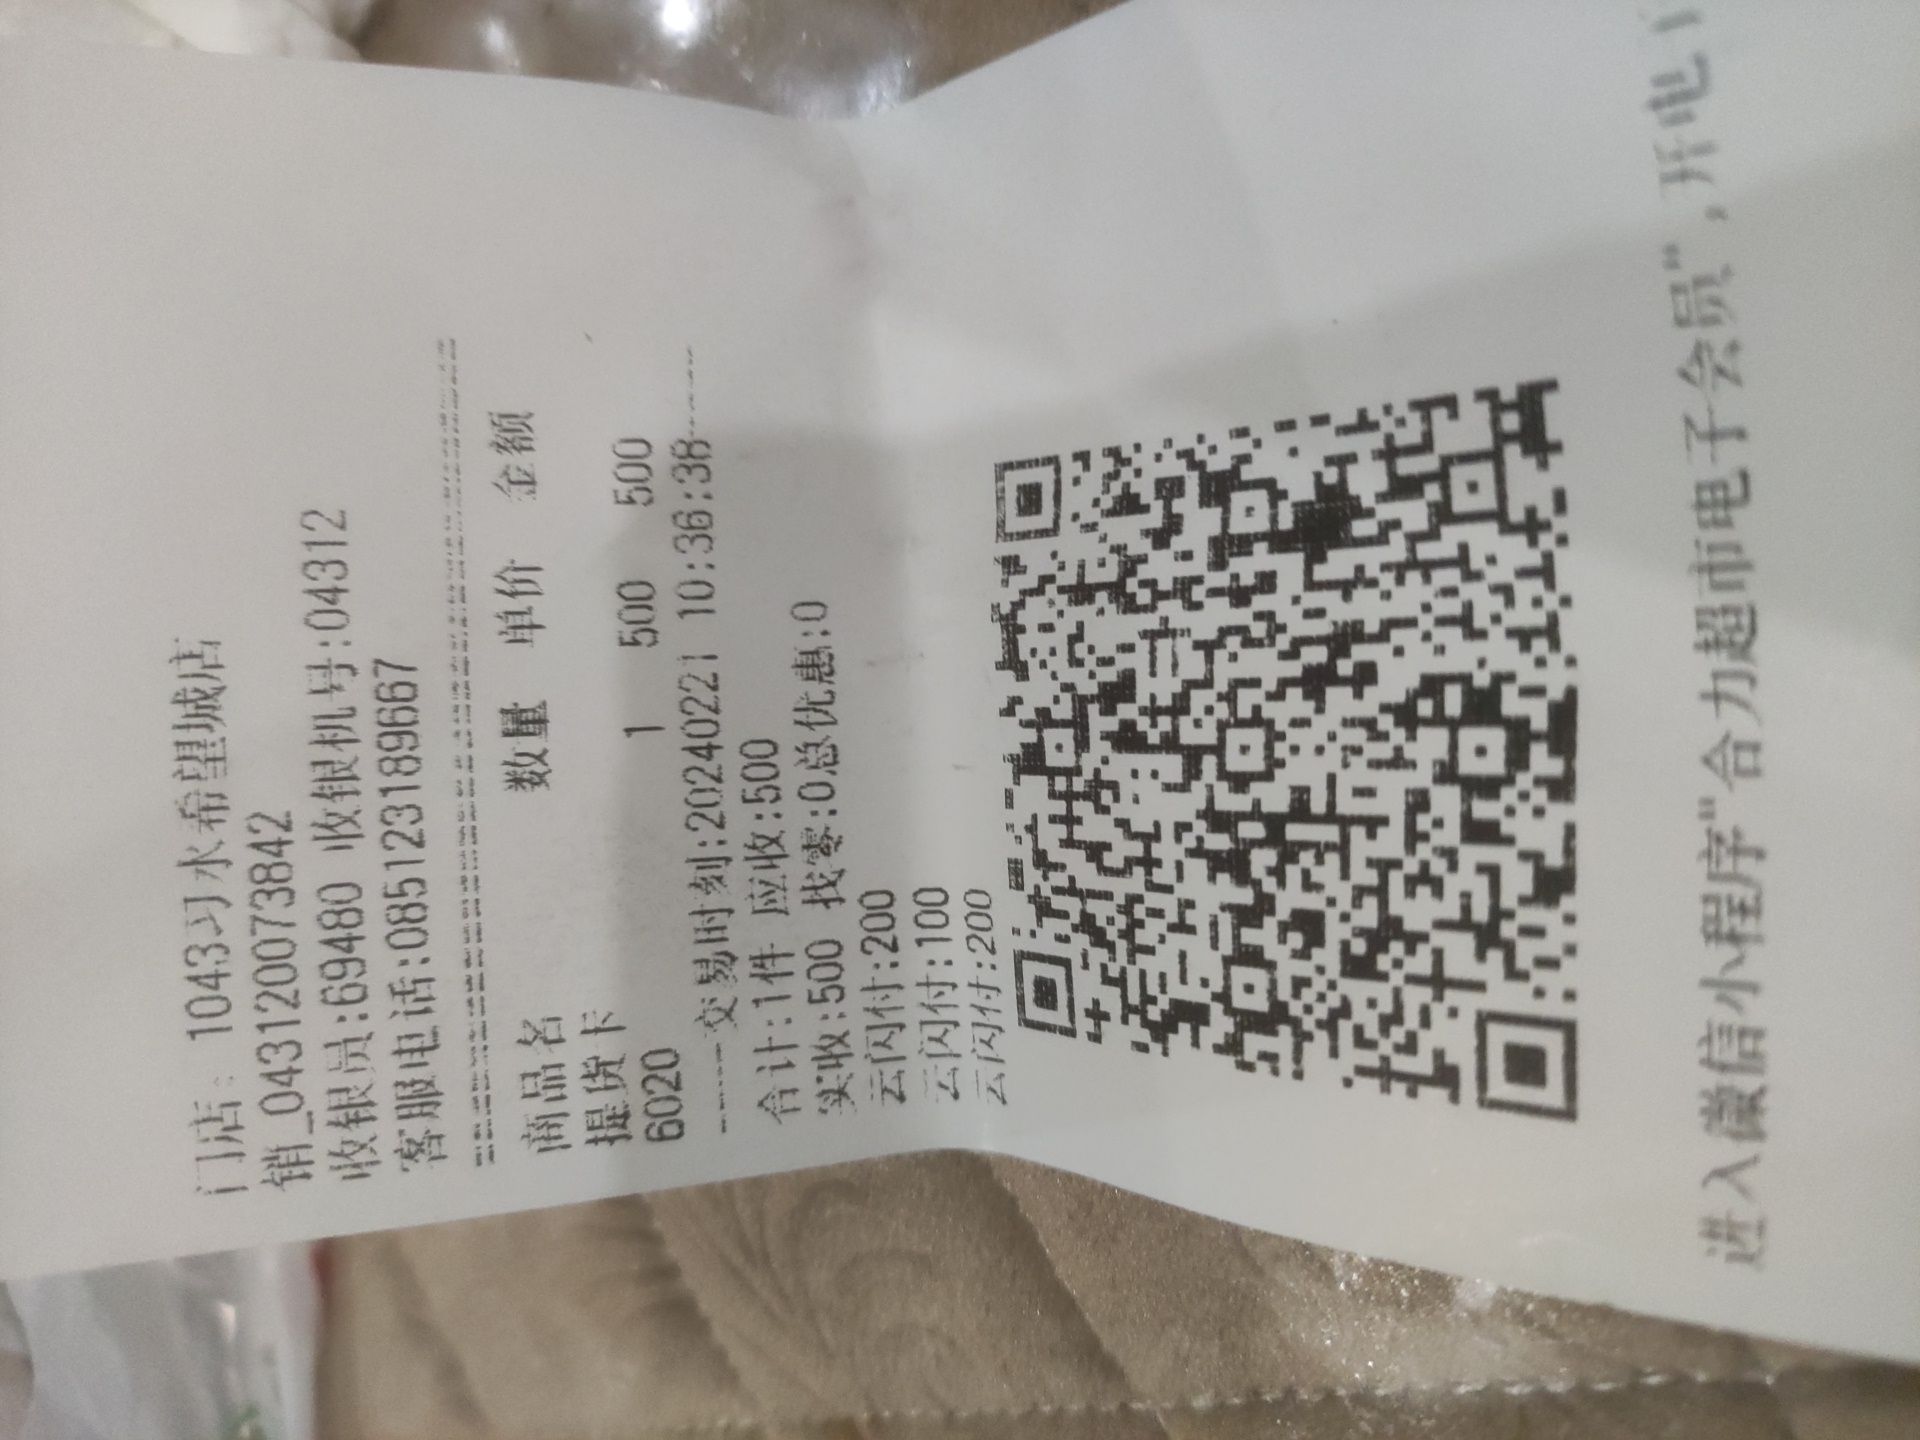 门店: 1043习水希望城店
销_043120073842
收银员:69480 收银机号:04312
客服电话:085123189667
商品名 数量 单价 金额
提货卡
6020 1 500 500
-----交易时刻:20240221 10:36:38-----
合计:1件 应收:500
实收:500 找零:0总优惠:0
云闪付:200
云闪付:100
云闪付:200
进入微信小程序"合力超市电子会员",开电